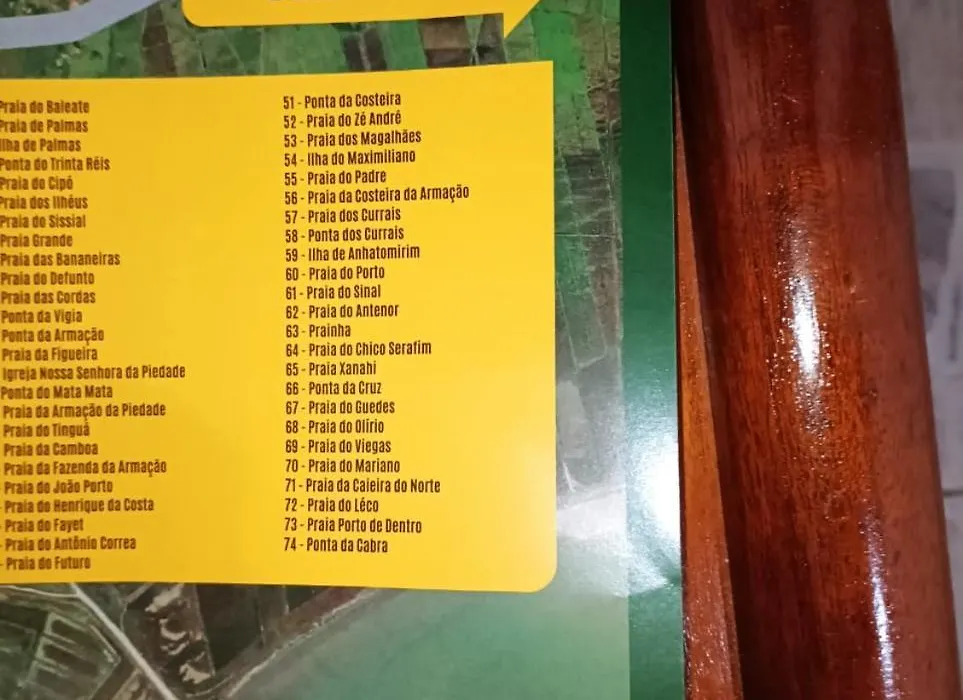 Praia do Baleate
Praia de Palmas
Ilha de Palmas
Ponta do Trinta Réis
Praia do Cipó
Praia dos Ilhéus
Praia do Sissial
Praia Grande
Praia das Bananeiras
Praia do Defunto
Praia das Cordas
Ponta da Vigia
Ponta da Armação
Praia da Figueira
Igreja Nossa Senhora da Piedade
Ponta do Mata Mata
Praia da Armação da Piedade
Praia do Tinguá
Praia da Camboa
- Praia da Fazenda da Armação
- Praia do João Porto
- Praia do Henrique da Costa
- Praia do Fayet
- Praia do Antônio Correa
- Praia do Futuro
51 - Ponta da Costeira
52 - Praia do Zé André
53 - Praia dos Magalhães
54 - Ilha do Maximiliano
55 - Praia do Padre
56 - Praia da Costeira da Armação
57 - Praia dos Currais
58 - Ponta dos Currais
59 - Ilha de Anhatomirim
60 - Praia do Porto
61 - Praia do Sinal
62 - Praia do Antenor
63 - Prainha
64 - Praia do Chico Serafim
65 - Praia Xanahi
66 - Ponta da Cruz
67 - Praia do Guedes
68 - Praia do Olírio
69 - Praia do Viegas
70 - Praia do Mariano
71 - Praia da Caieira do Norte
72 - Praia do Léco
73 - Praia Porto de Dentro
74 - Ponta da Cabra